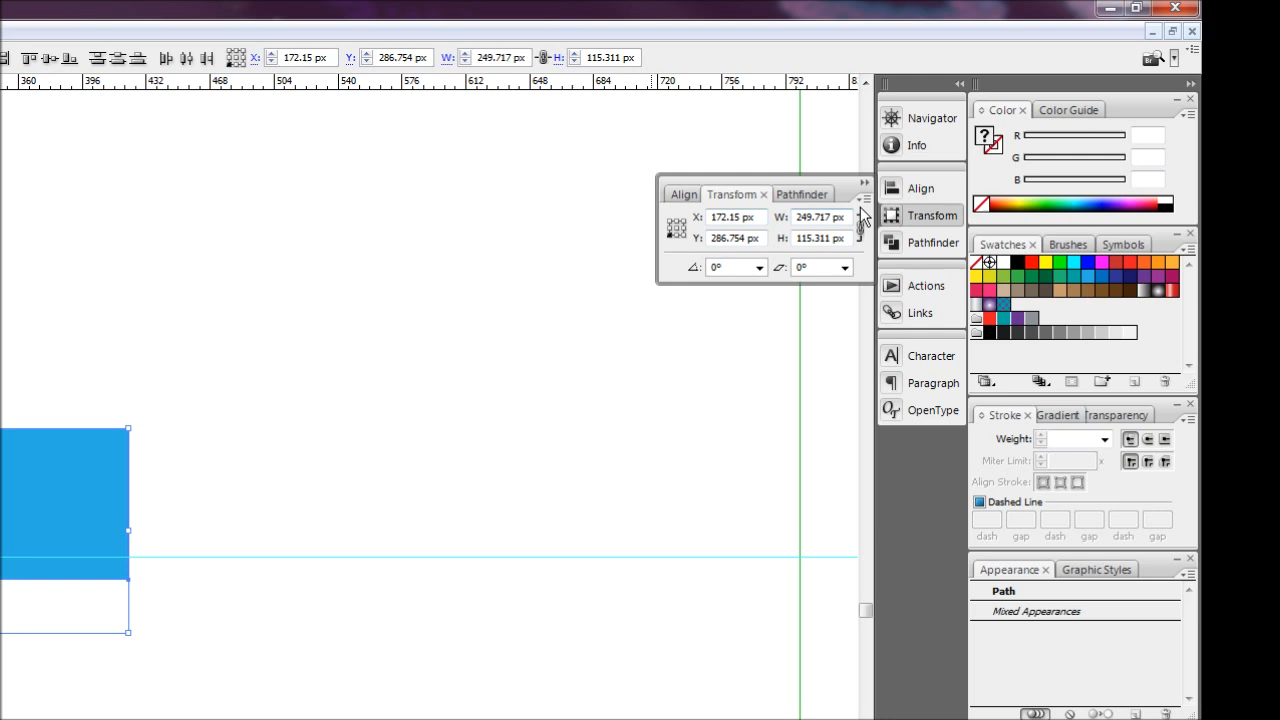 X: 172.15 px Y: 286.754 px W: 249.717 px H: 115.311 px
Br
360 396 432 468 504 540 576 612 648 684 720 756 792 8
Navigator
Info
Align
Transform
Pathfinder
Actions
Links
Character
Paragraph
OpenType
Align Transform Pathfinder
X: 172.15 px W: 249.717 px
Y: 286.754 px H: 115.311 px
0° 0°
Color Color Guide
?
R
G
B
Swatches Brushes Symbols
Stroke Gradient Transparency
Weight:
Miter Limit: x
Align Stroke:
Dashed Line
dash gap dash gap dash gap
Appearance Graphic Styles
Path
Mixed Appearances